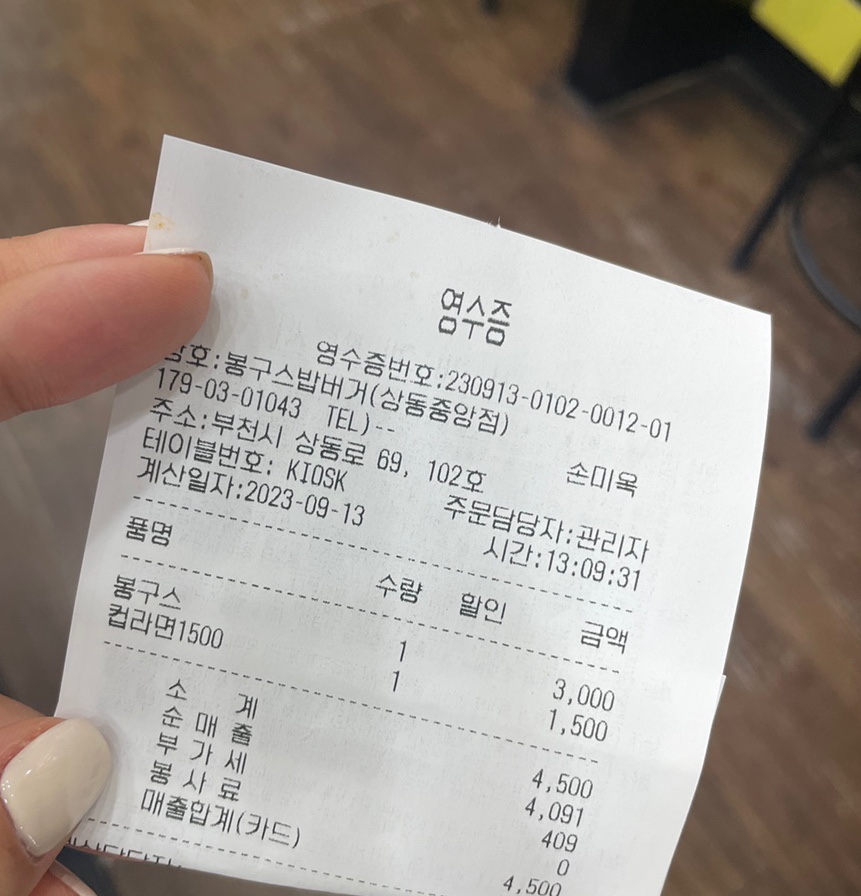 영수증
영수증번호:230913-0102-0012-01
상호:봉구스밥버거(상동중앙점)
179-03-01043 TEL)-- 손미옥
주소:부천시 상동로 69, 102호
테이블번호: KIOSK 주문담당자:관리자
계산일자:2023-09-13 시간:13:09:31
품명 수량 할인 금액
봉구스 1 3,000
컵라면1500 1 1,500
소 계 4,500
순 매 출 4,091
부 가 세 409
봉 사 료 0
매출합계(카드) 4,500